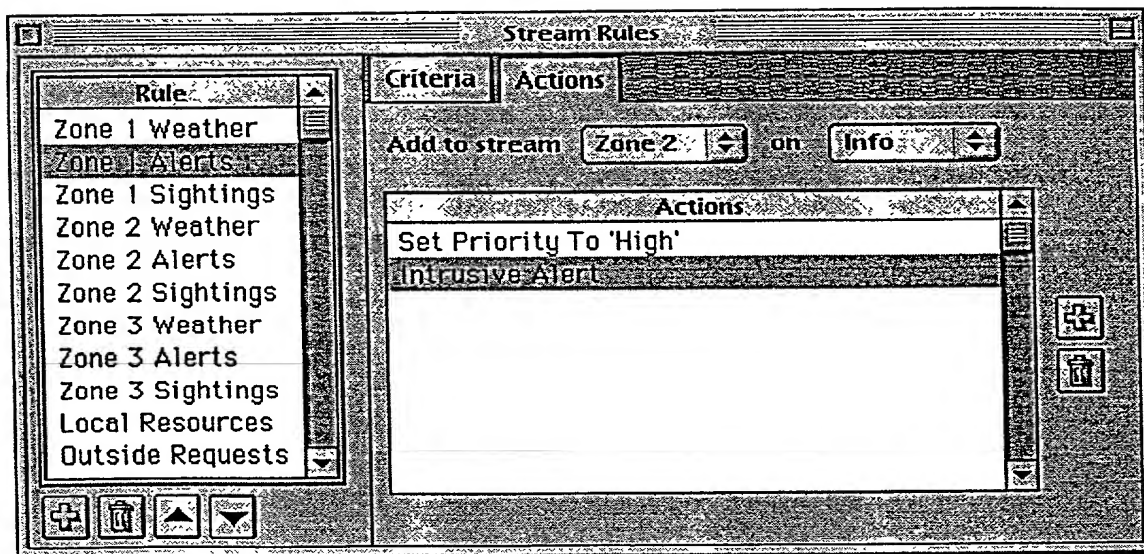 Stream Rules
Rule
Zone 1 Weather
Zone 1 Alerts
Zone 1 Sightings
Zone 2 Weather
Zone 2 Alerts
Zone 2 Sightings
Zone 3 Weather
Zone 3 Alerts
Zone 3 Sightings
Local Resources
Outside Requests
Criteria
Actions
Add to stream Zone 2 on Info
Actions
Set Priority To 'High'
Intrusive Alert